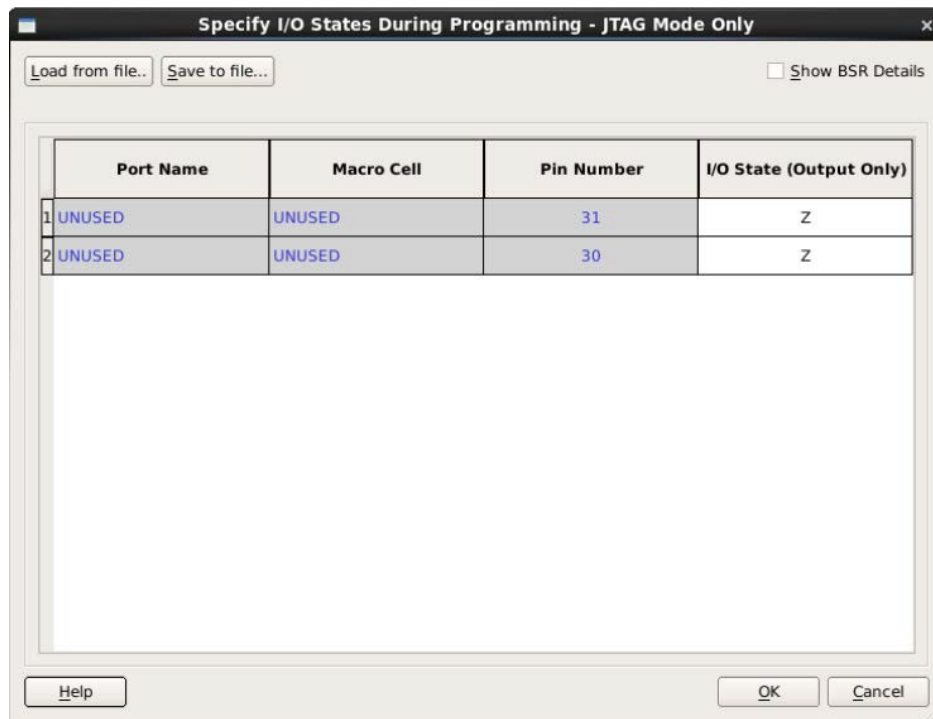 Specify I/O States During Programming - JTAG Mode Only
Load from file.. Save to file... Show BSR Details
Port Name Macro Cell Pin Number I/O State (Output Only)
1 UNUSED UNUSED 31 Z
2 UNUSED UNUSED 30 Z
Help OK Cancel